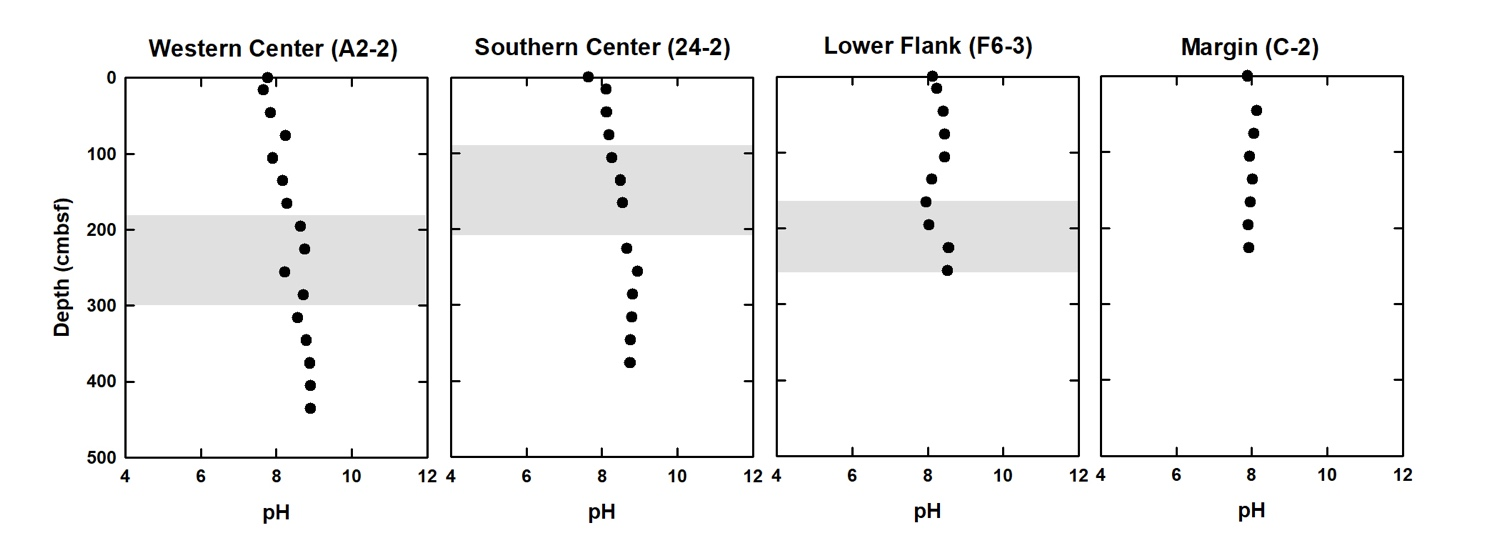 Western Center (A2-2)
Southern Center (24-2)
Lower Flank (F6-3)
Margin (C-2)
Depth (cmbsf)
0
100
200
300
400
500
4 6 8 10 12
4 6 8 10 12
4 6 8 10 12
4 6 8 10 12
pH
pH
pH
pH